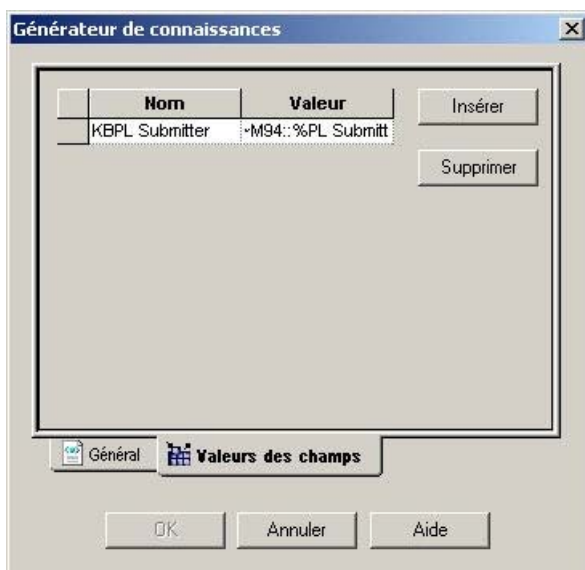 Générateur de connaissances
Nom Valeur Insérer
KBPL Submitter ~M94::%PL Submitt
Supprimer
Général Valeurs des champs
OK Annuler Aide